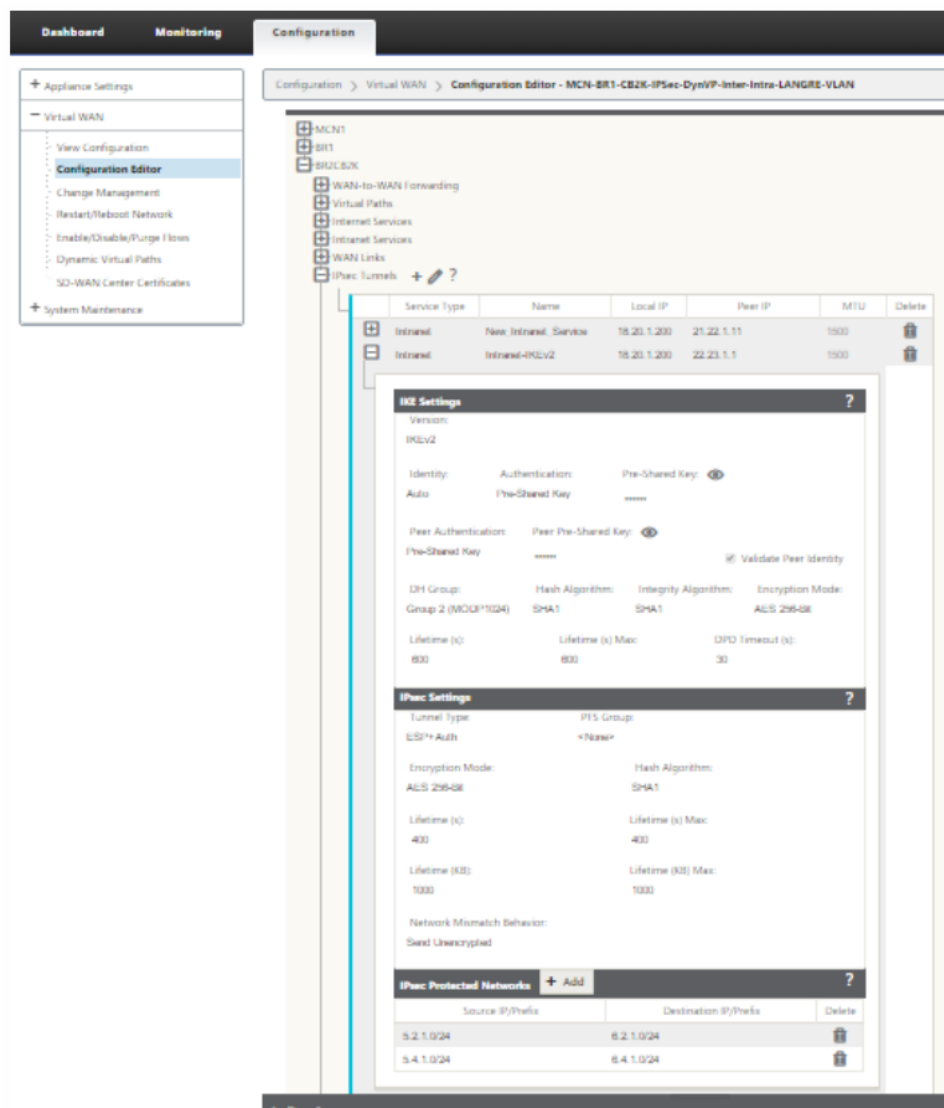 Dashboard Monitoring Configuration
Configuration > Virtual WAN > Configuration Editor - MCN-BR1-CB2K-IPSec-DynVP-Inter-Intra-LANGRE-VLAN
+ Appliance Settings
− Virtual WAN
View Configuration
Configuration Editor
Change Management
Restart/Reboot Network
Enable/Disable/Purge Flows
Dynamic Virtual Paths
SD-WAN Center Certificates
+ System Maintenance
MCN1
BR1
BR2CB2K
WAN-to-WAN Forwarding
Virtual Paths
Internet Services
Intranet Services
WAN Links
IPsec Tunnels + ?
Service Type Name Local IP Peer IP MTU Delete
Intranet New_Intranet_Service 18.20.1.200 21.22.1.11 1500
Intranet Intranet-IKEv2 18.20.1.200 22.23.1.1 1500
IKE Settings ?
Version:
IKEv2
Identity: Authentication: Pre-Shared Key:
Auto Pre-Shared Key ······
Peer Authentication: Peer Pre-Shared Key:
Pre-Shared Key ······ Validate Peer Identity
DH Group: Hash Algorithm: Integrity Algorithm: Encryption Mode:
Group 2 (MODP1024) SHA1 SHA1 AES 256-Bit
Lifetime (s): Lifetime (s) Max: DPD Timeout (s):
600 600 30
IPsec Settings ?
Tunnel Type: PFS Group:
ESP+Auth <None>
Encryption Mode: Hash Algorithm:
AES 256-Bit SHA1
Lifetime (s): Lifetime (s) Max:
400 400
Lifetime (KB): Lifetime (KB) Max:
1000 1000
Network Mismatch Behavior:
Send Unencrypted
IPsec Protected Networks + Add ?
Source IP/Prefix Destination IP/Prefix Delete
5.2.1.0/24 6.2.1.0/24
5.4.1.0/24 6.4.1.0/24